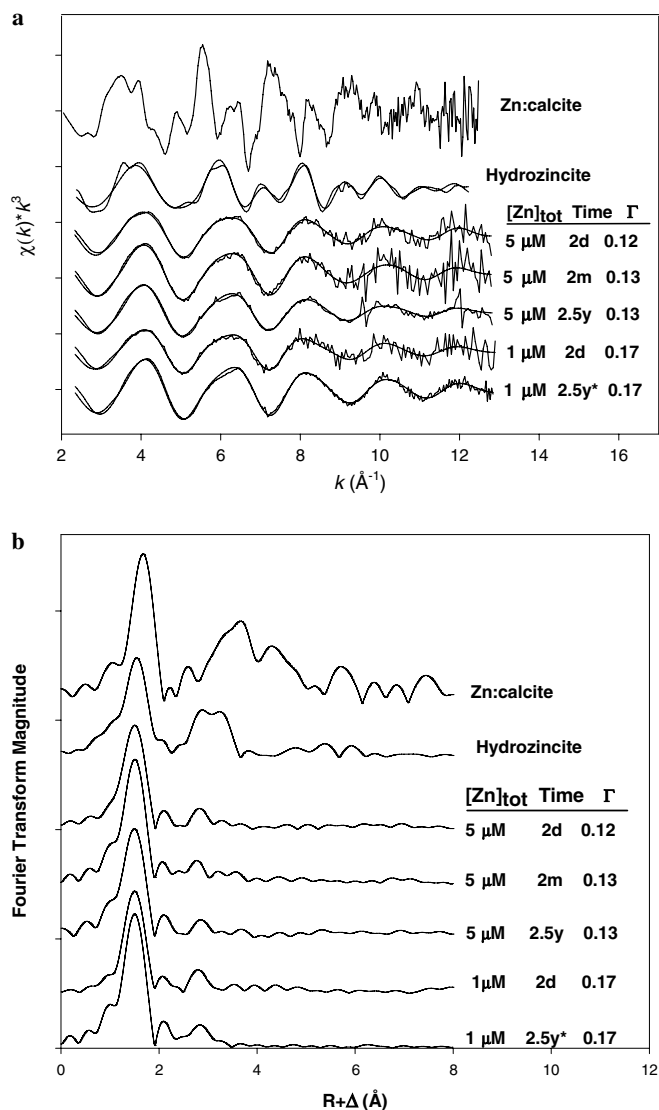 a
χ(k)*k³
Zn:calcite
Hydrozincite
[Zn]tot Time Γ
5 μM 2d 0.12
5 μM 2m 0.13
5 μM 2.5y 0.13
1 μM 2d 0.17
1 μM 2.5y* 0.17
2 4 6 8 10 12 14 16
k (Å⁻¹)
b
Fourier Transform Magnitude
Zn:calcite
Hydrozincite
[Zn]tot Time Γ
5 μM 2d 0.12
5 μM 2m 0.13
5 μM 2.5y 0.13
1μM 2d 0.17
1 μM 2.5y* 0.17
0 2 4 6 8 10 12
R+Δ (Å)